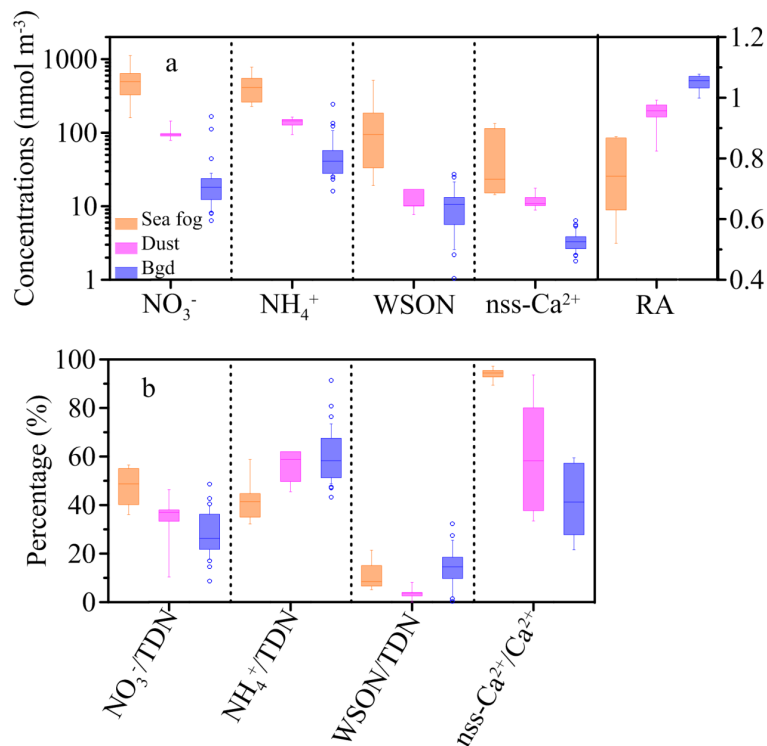 Concentrations (nmol m⁻³)
a
1000
100
10
1
1.2
1
0.8
0.6
0.4
Sea fog
Dust
Bgd
NO₃⁻
NH₄⁺
WSON
nss-Ca²⁺
RA
Percentage (%)
b
100
80
60
40
20
0
NO₃⁻/TDN
NH₄⁺/TDN
WSON/TDN
nss-Ca²⁺/Ca²⁺